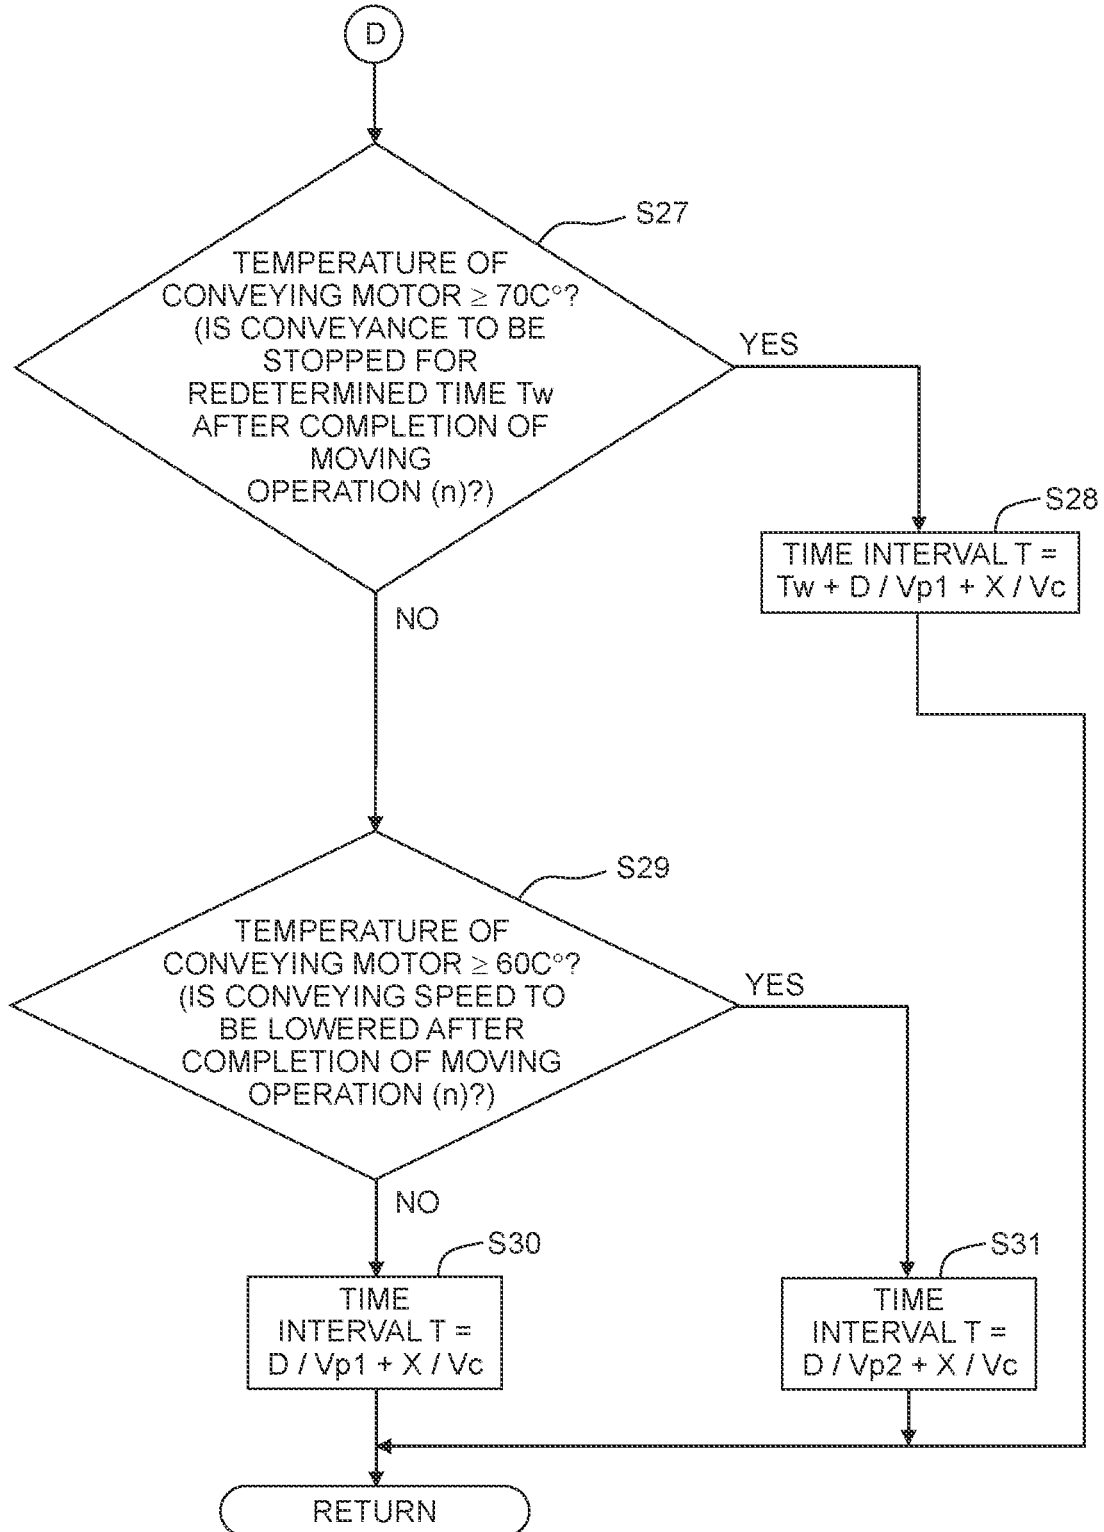 D
S27
TEMPERATURE OF
CONVEYING MOTOR ≥ 70C°?
(IS CONVEYANCE TO BE
STOPPED FOR
REDETERMINED TIME Tw
AFTER COMPLETION OF
MOVING
OPERATION (n)?)
YES
NO
S28
TIME INTERVAL T =
Tw + D / Vp1 + X / Vc
S29
TEMPERATURE OF
CONVEYING MOTOR ≥ 60C°?
(IS CONVEYING SPEED TO
BE LOWERED AFTER
COMPLETION OF MOVING
OPERATION (n)?)
YES
NO
S30
TIME
INTERVAL T =
D / Vp1 + X / Vc
S31
TIME
INTERVAL T =
D / Vp2 + X / Vc
RETURN